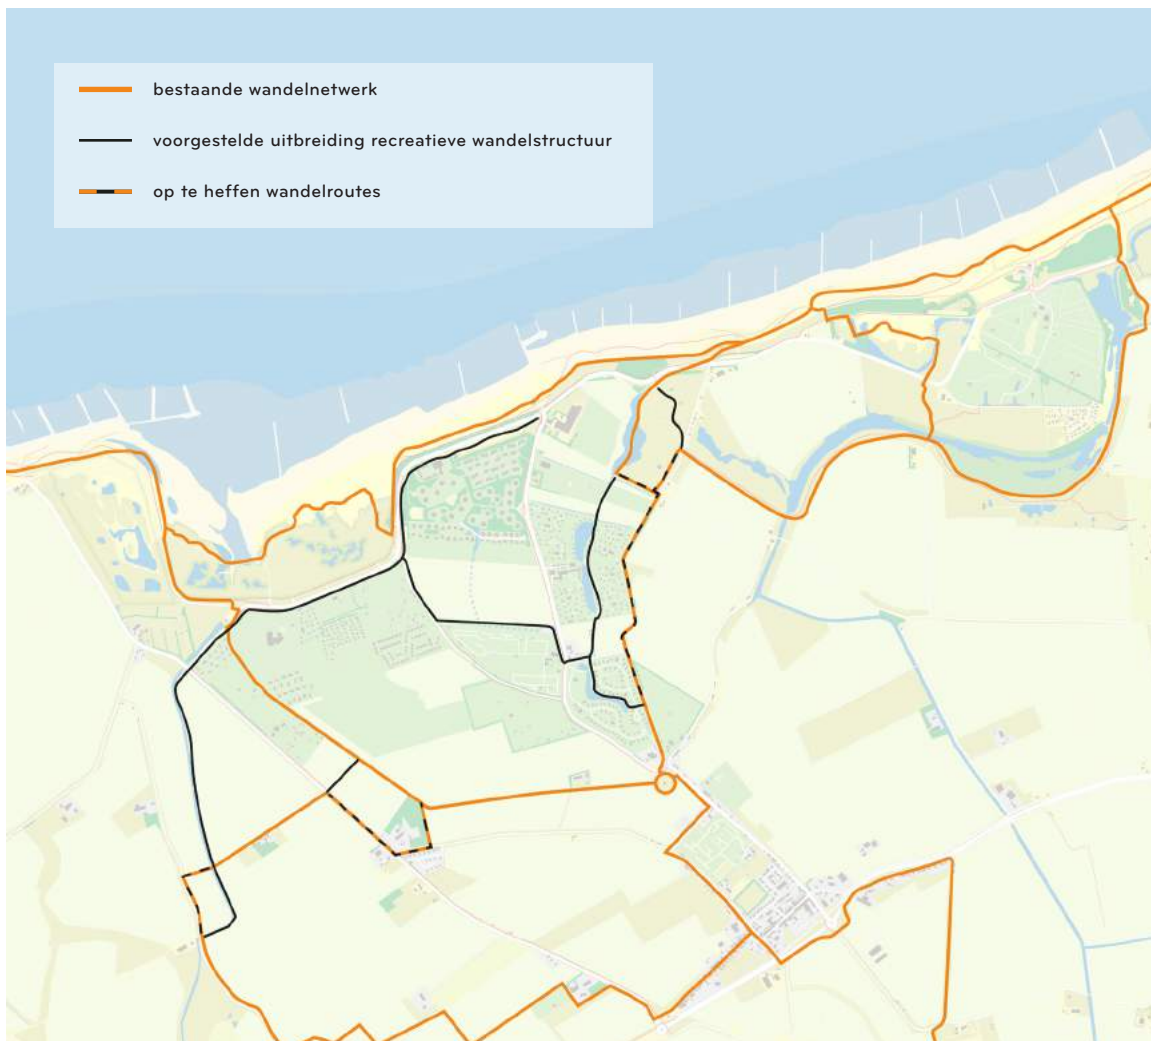 bestaande wandelnetwerk
voorgestelde uitbreiding recreatieve wandelstructuur
op te heffen wandelroutes